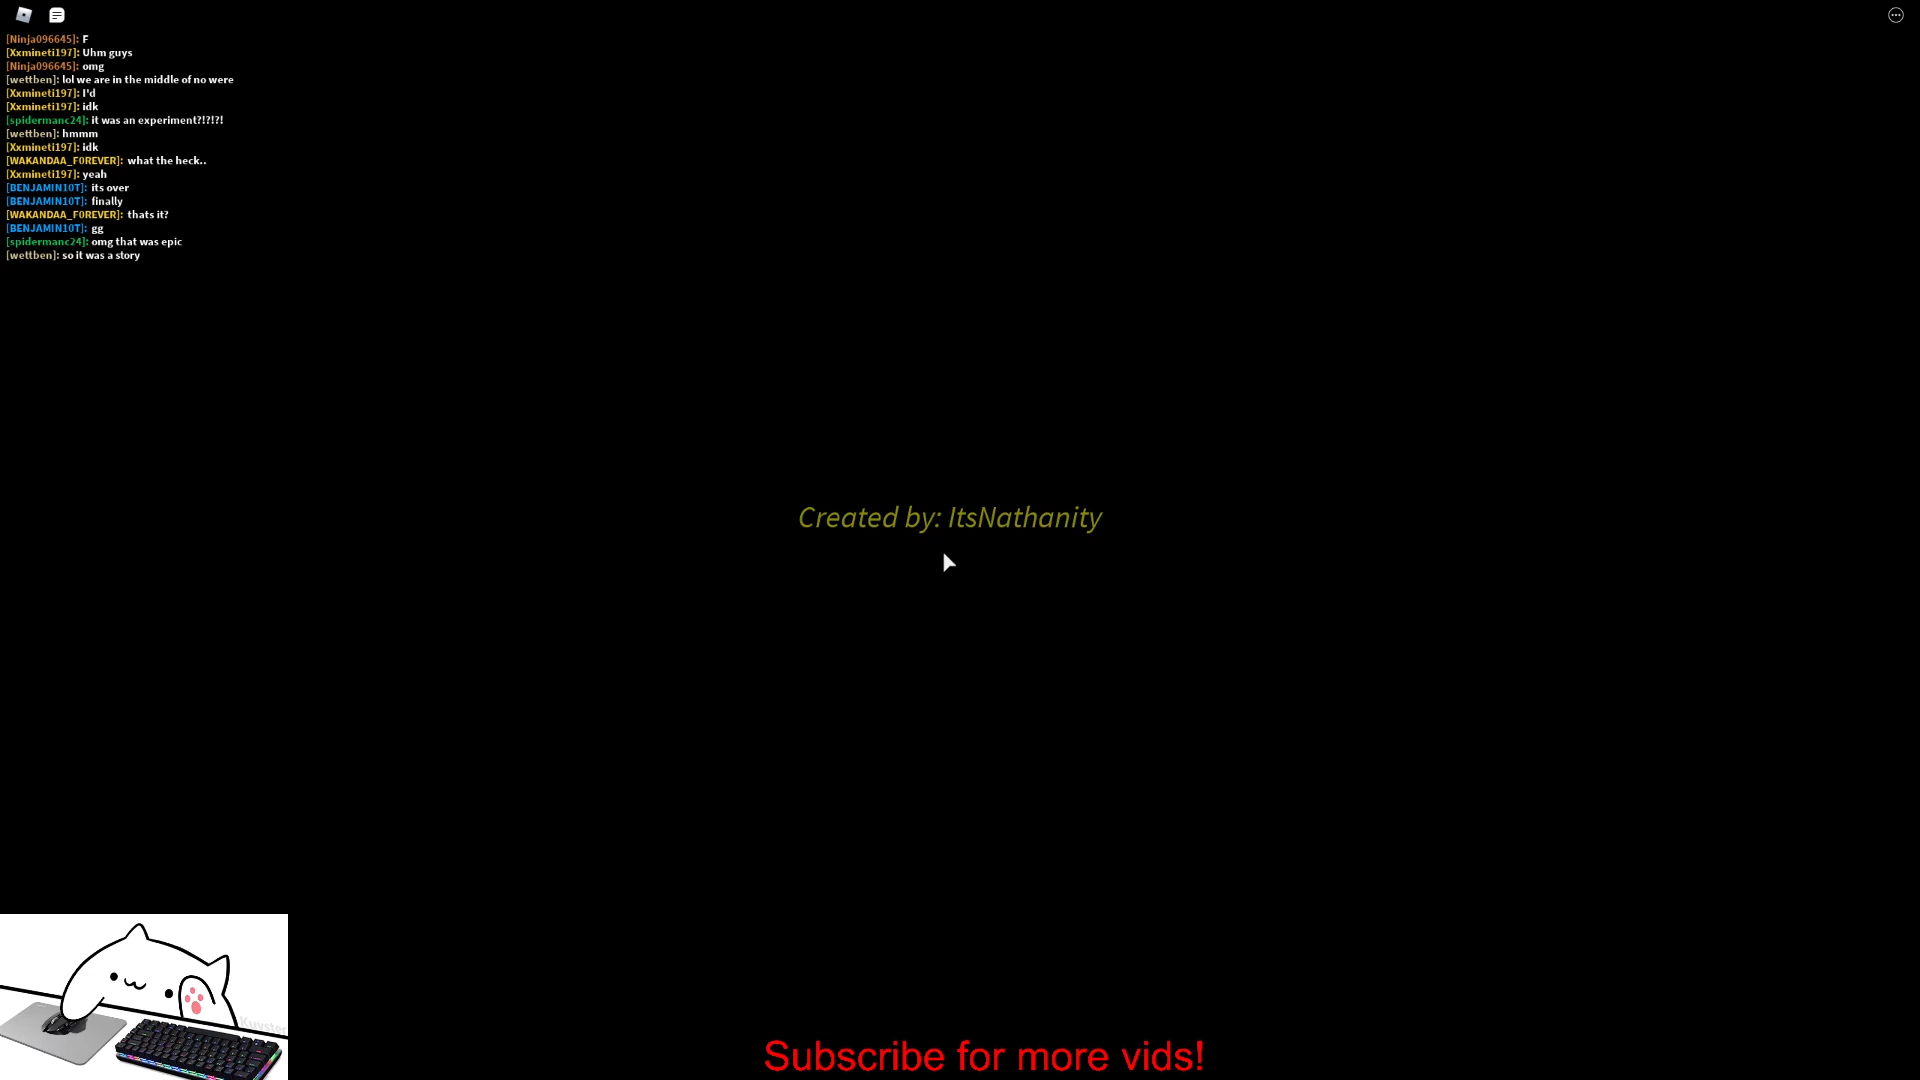 [Ninja096645]: F
[Xxmineti197]: Uhm guys
[Ninja096645]: omg
[wettben]: lol we are in the middle of no were
[Xxmineti197]: I'd
[Xxmineti197]: idk
[spidermanc24]: it was an experiment?!?!?!
[wettben]: hmmm
[Xxmineti197]: idk
[WAKANDAA_F0REVER]: what the heck..
[Xxmineti197]: yeah
[BENJAMIN10T]: its over
[BENJAMIN10T]: finally
[WAKANDAA_F0REVER]: thats it?
[BENJAMIN10T]: gg
[spidermanc24]: omg that was epic
[wettben]: so it was a story
Created by: ItsNathanity
Subscribe for more vids!